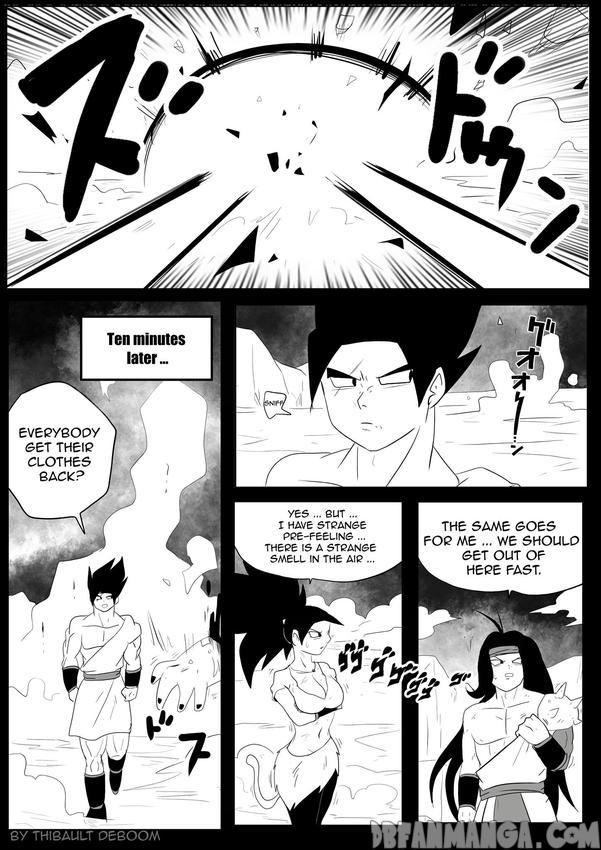 ズ
ドゥン
Ten minutes
later ...
EVERYBODY
GET THEIR
CLOTHES
BACK?
SNIFF
グオオー...
YES ... BUT ...
I HAVE STRANGE
PRE-FEELING ...
THERE IS A STRANGE
SMELL IN THE AIR ...
THE SAME GOES
FOR ME ... WE SHOULD
GET OUT OF
HERE FAST.
ズ
BY THIBAULT DEBOOM
DBFANMANGA.COM